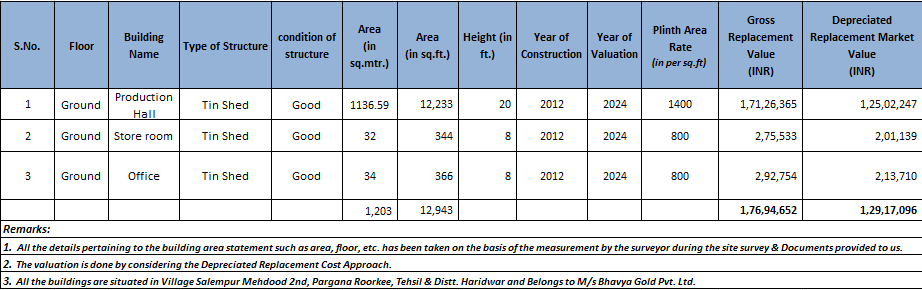 S.No. Floor Building Name Type of Structure condition of structure Area (in sq.mtr.) Area (in sq.ft.) Height (in ft.) Year of Construction Year of Valuation Plinth Area Rate (in per sq.ft) Gross Replacement Value (INR) Depreciated Replacement Market Value (INR)
1 Ground Production Hall Tin Shed Good 1136.59 12,233 20 2012 2024 1400 1,71,26,365 1,25,02,247
2 Ground Store room Tin Shed Good 32 344 8 2012 2024 800 2,75,533 2,01,139
3 Ground Office Tin Shed Good 34 366 8 2012 2024 800 2,92,754 2,13,710
1,203 12,943 1,76,94,652 1,29,17,096
Remarks:
1. All the details pertaining to the building area statement such as area, floor, etc. has been taken on the basis of the measurement by the surveyor during the site survey & Documents provided to us.
2. The valuation is done by considering the Depreciated Replacement Cost Approach.
3. All the buildings are situated in Village Salempur Mehdood 2nd, Pargana Roorkee, Tehsil & Distt. Haridwar and Belongs to M/s Bhavya Gold Pvt. Ltd.